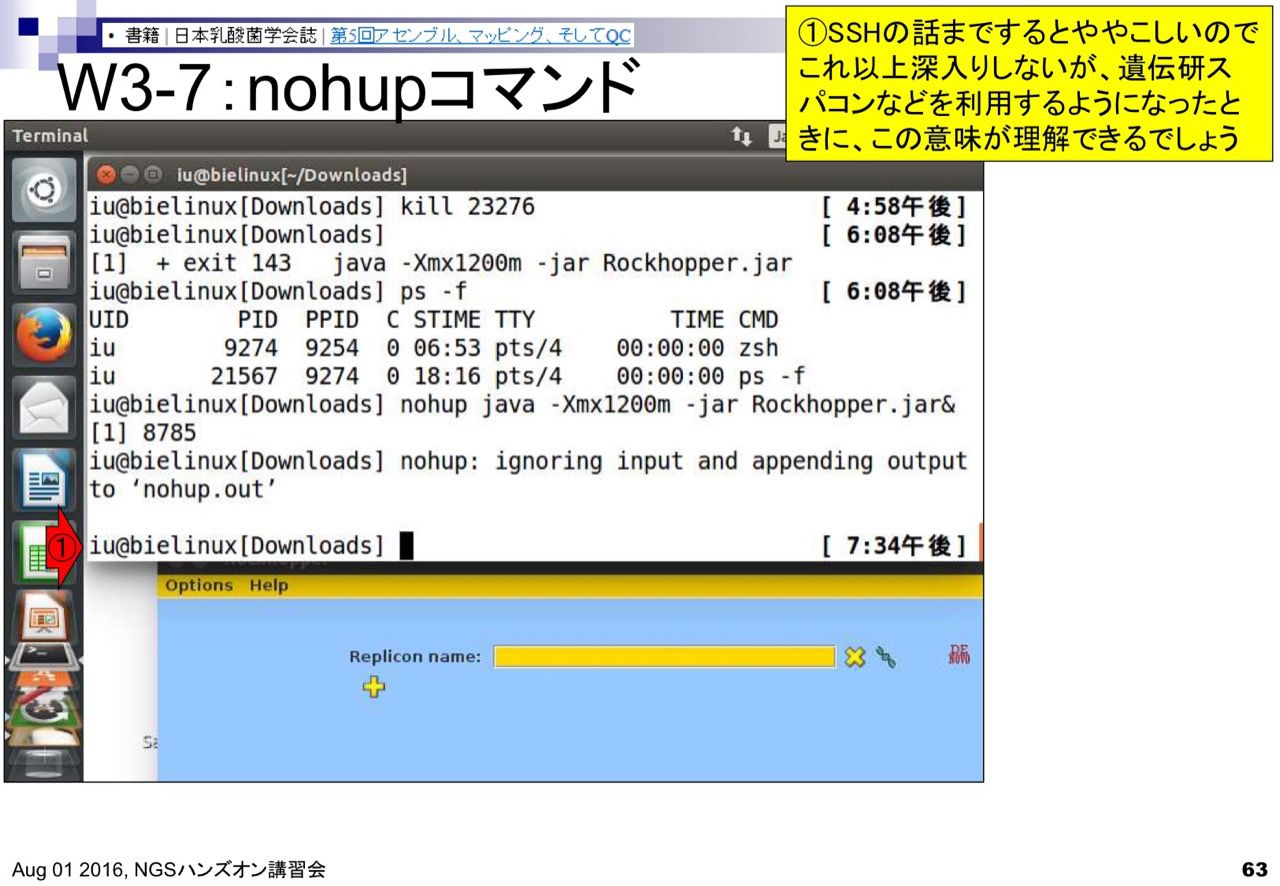 • 書籍 | 日本乳酸菌学会誌 | 第5回アセンブル、マッピング、そしてQC
W3-7：nohupコマンド
①SSHの話までするとややこしいので
これ以上深入りしないが、遺伝研ス
パコンなどを利用するようになったと
きに、この意味が理解できるでしょう
Terminal
iu@bielinux[~/Downloads]
iu@bielinux[Downloads] kill 23276 [ 4:58午後]
iu@bielinux[Downloads] [ 6:08午後]
[1] + exit 143 java -Xmx1200m -jar Rockhopper.jar
iu@bielinux[Downloads] ps -f [ 6:08午後]
UID PID PPID C STIME TTY TIME CMD
iu 9274 9254 0 06:53 pts/4 00:00:00 zsh
iu 21567 9274 0 18:16 pts/4 00:00:00 ps -f
iu@bielinux[Downloads] nohup java -Xmx1200m -jar Rockhopper.jar&
[1] 8785
iu@bielinux[Downloads] nohup: ignoring input and appending output
to ‘nohup.out’
① iu@bielinux[Downloads] [ 7:34午後]
Options Help
Replicon name:
DE
NOVO
Aug 01 2016, NGSハンズオン講習会
63